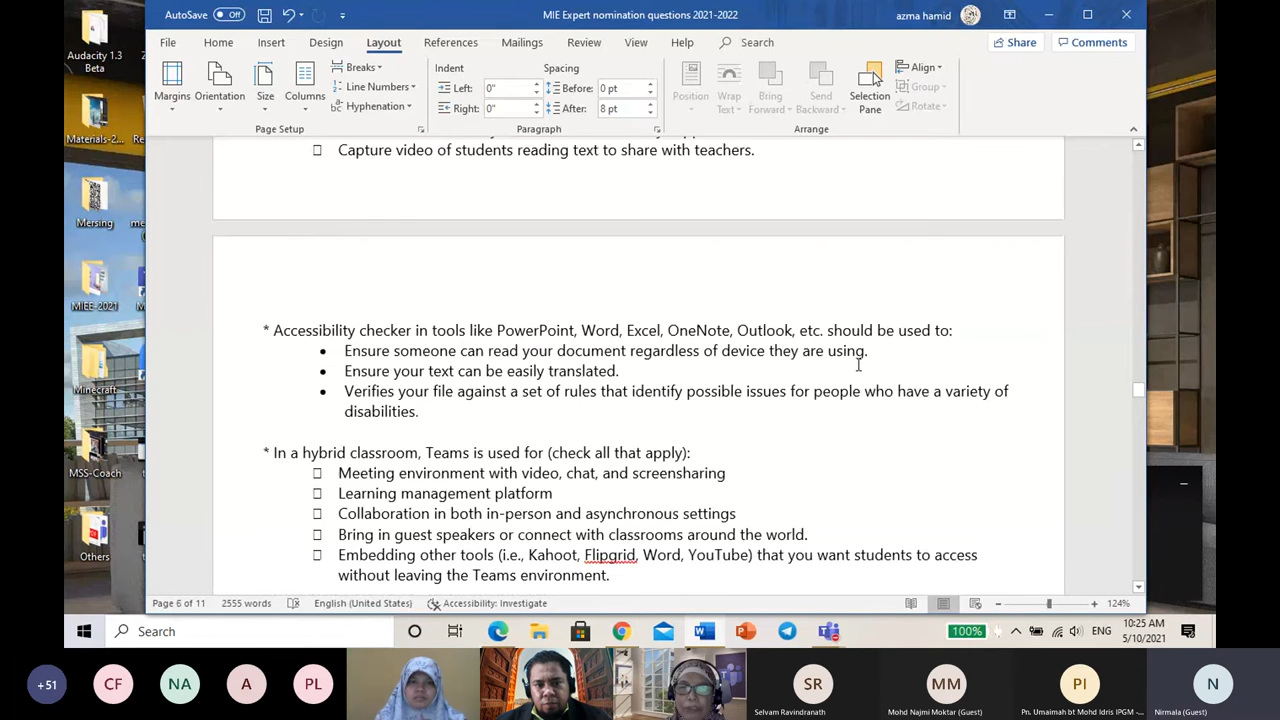 AutoSave Off
MIE Expert nomination questions 2021-2022
azma hamid
File Home Insert Design Layout References Mailings Review View Help Search
Share Comments
Margins Orientation Size Columns
Breaks
Line Numbers
Hyphenation
Page Setup
Indent
Left: 0"
Right: 0"
Spacing
Before: 0 pt
After: 8 pt
Paragraph
Position Wrap Text Bring Forward Send Backward Selection Pane
Align
Group
Rotate
Arrange
Capture video of students reading text to share with teachers.
* Accessibility checker in tools like PowerPoint, Word, Excel, OneNote, Outlook, etc. should be used to:
• Ensure someone can read your document regardless of device they are using.
• Ensure your text can be easily translated.
• Verifies your file against a set of rules that identify possible issues for people who have a variety of
disabilities.
* In a hybrid classroom, Teams is used for (check all that apply):
Meeting environment with video, chat, and screensharing
Learning management platform
Collaboration in both in-person and asynchronous settings
Bring in guest speakers or connect with classrooms around the world.
Embedding other tools (i.e., Kahoot, Flipgrid, Word, YouTube) that you want students to access
without leaving the Teams environment.
Page 6 of 11 2555 words English (United States) Accessibility: Investigate 124%
Audacity 1.3
Beta
Materials-2...
Mersing
MIEE-2021
Minecraft
MSS-Coach
Others
Search
100%
ENG
10:25 AM
5/10/2021
+51 CF NA A PL SR MM PI N
Selvam Ravindranath
Mohd Najmi Moktar (Guest)
Pn. Umaimah bt Mohd Idris IPGM -...
Nirmala (Guest)